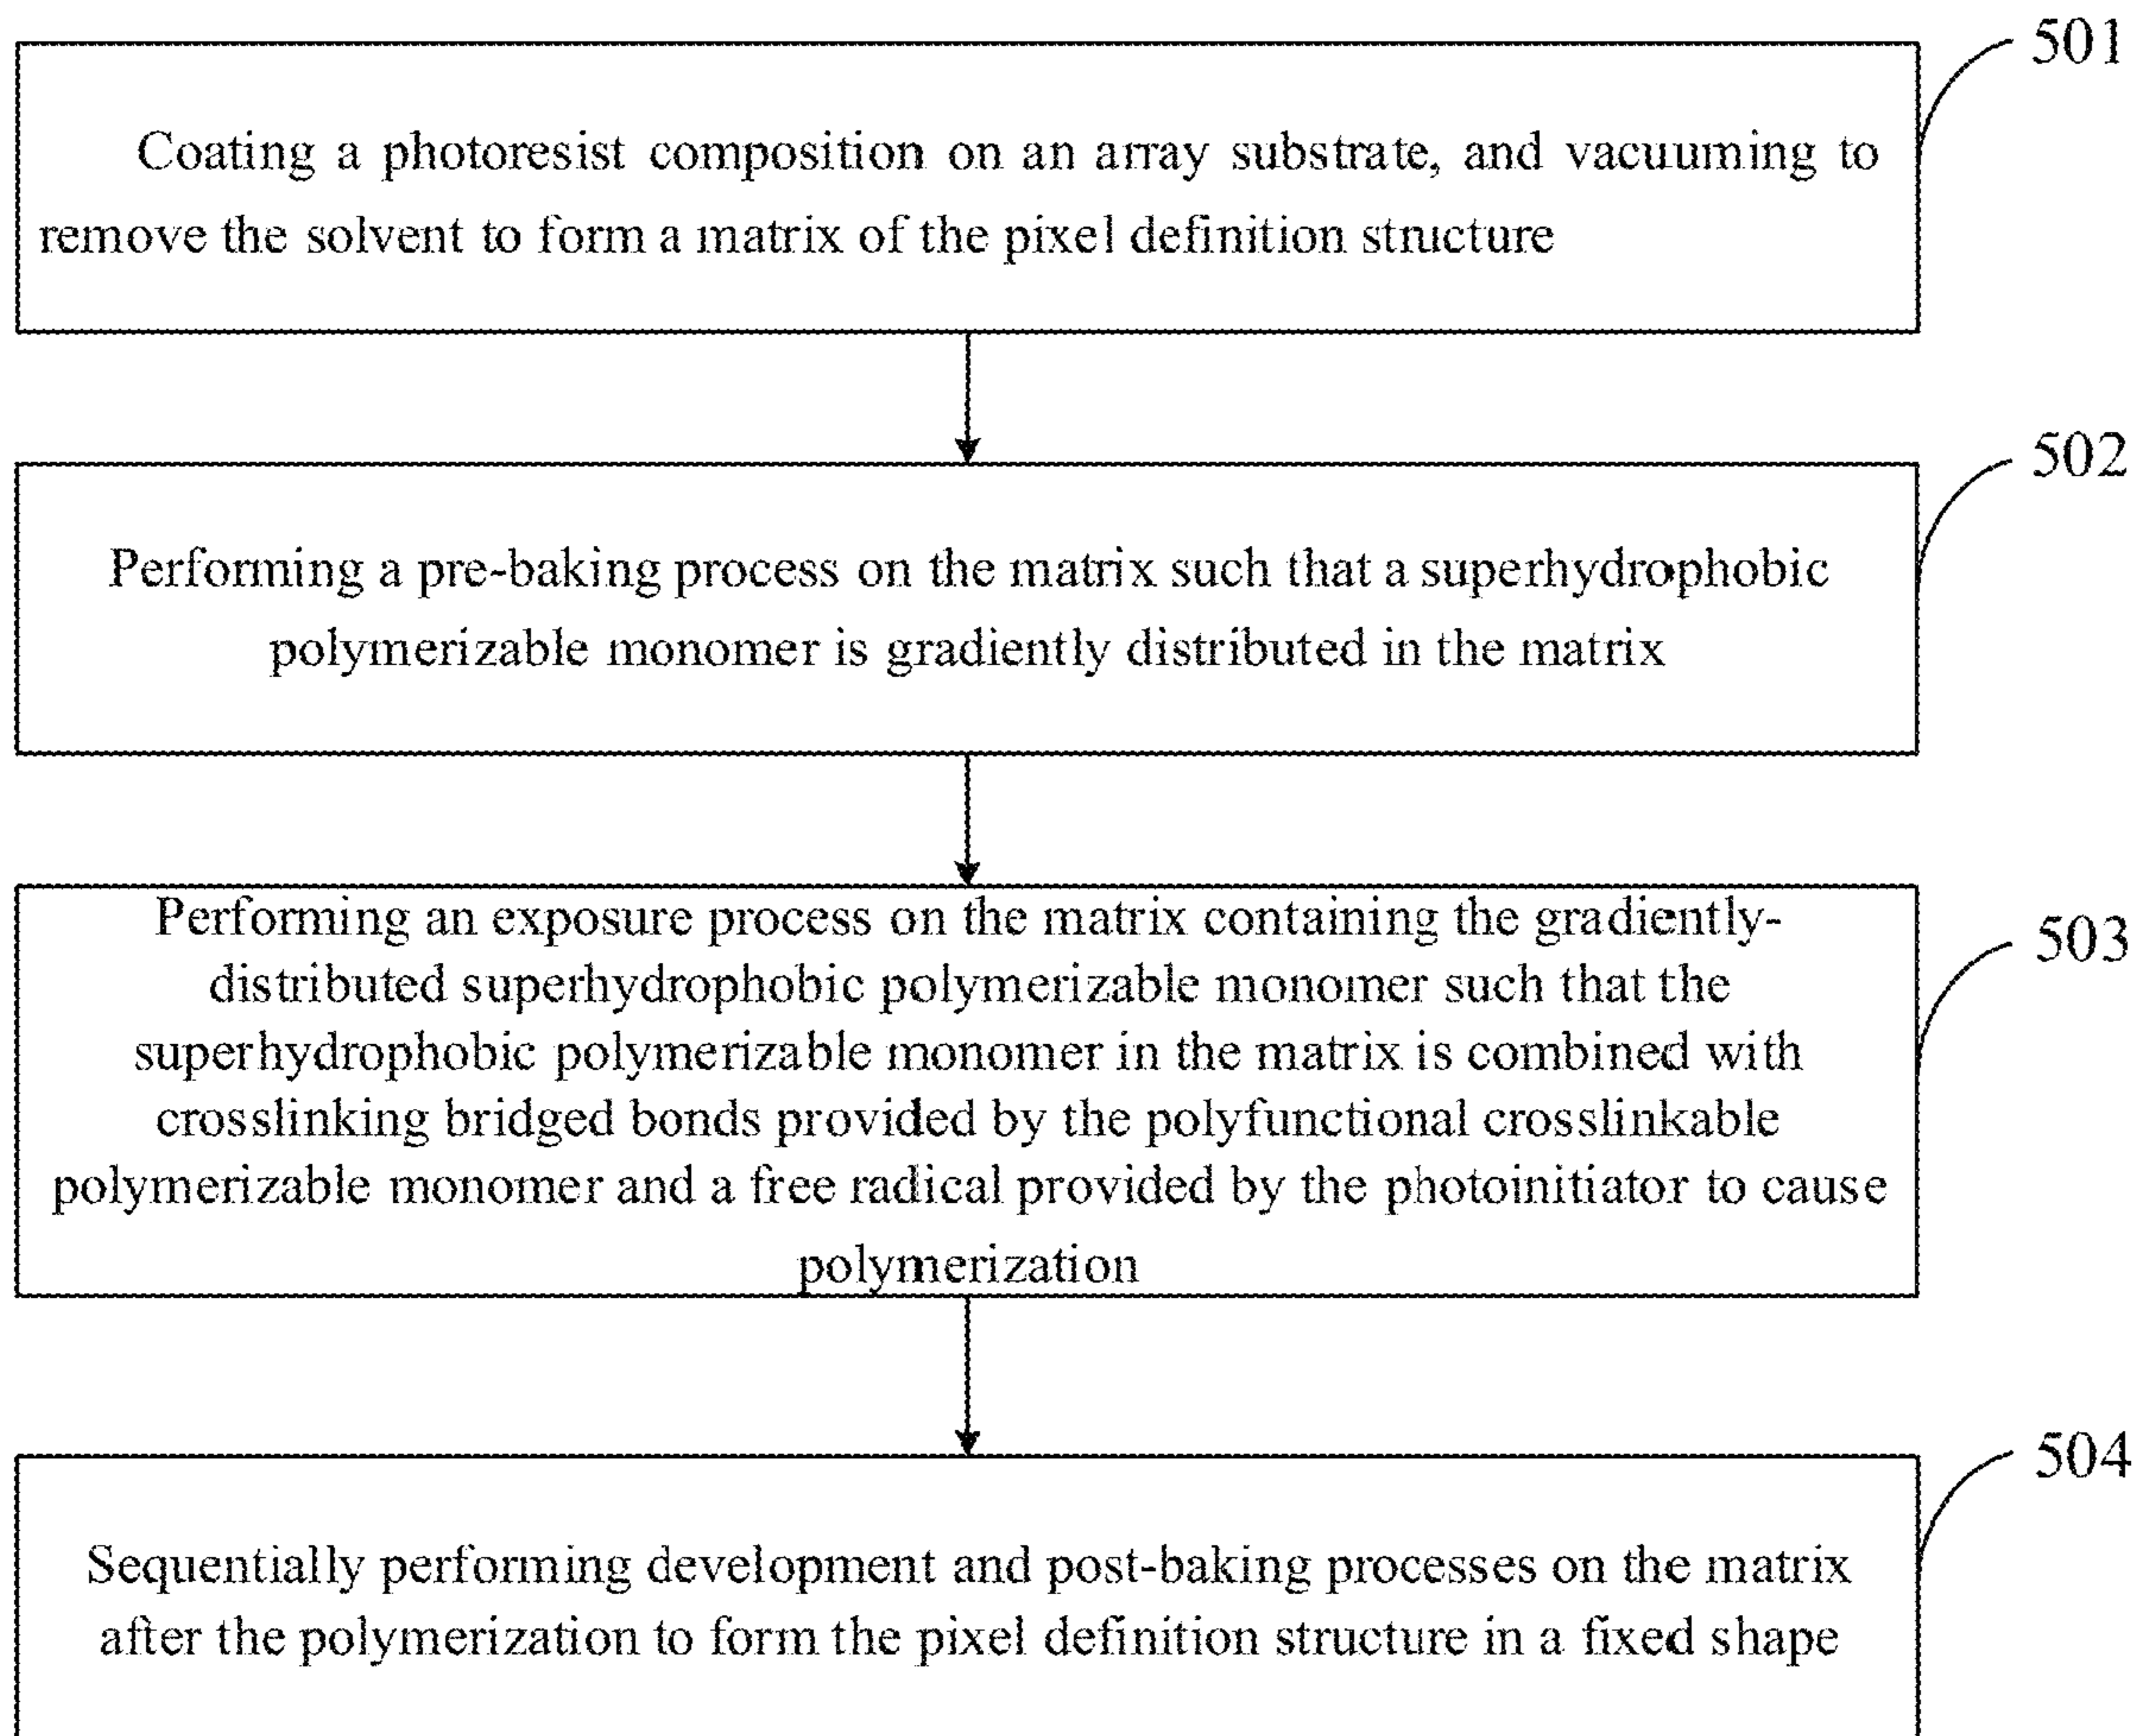 501
Coating a photoresist composition on an array substrate, and vacuuming to
remove the solvent to form a matrix of the pixel definition structure
502
Performing a pre-baking process on the matrix such that a superhydrophobic
polymerizable monomer is gradiently distributed in the matrix
503
Performing an exposure process on the matrix containing the gradiently-
distributed superhydrophobic polymerizable monomer such that the
superhydrophobic polymerizable monomer in the matrix is combined with
crosslinking bridged bonds provided by the polyfunctional crosslinkable
polymerizable monomer and a free radical provided by the photoinitiator to cause
polymerization
504
Sequentially performing development and post-baking processes on the matrix
after the polymerization to form the pixel definition structure in a fixed shape